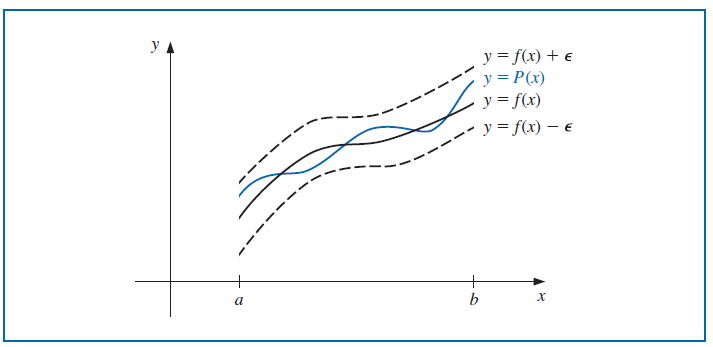 y
y = f(x) + ϵ
y = P(x)
y = f(x)
y = f(x) − ϵ
a
b
x